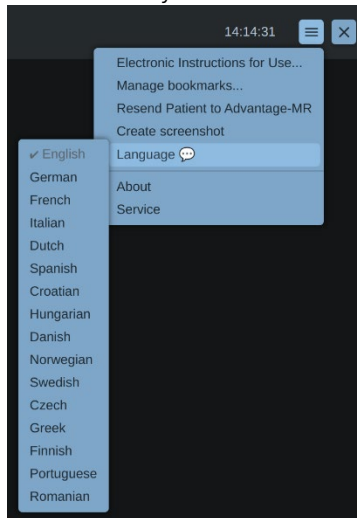 14:14:31
Electronic Instructions for Use...
Manage bookmarks...
Resend Patient to Advantage-MR
Create screenshot
Language 💬
About
Service
✔ English
German
French
Italian
Dutch
Spanish
Croatian
Hungarian
Danish
Norwegian
Swedish
Czech
Greek
Finnish
Portuguese
Romanian